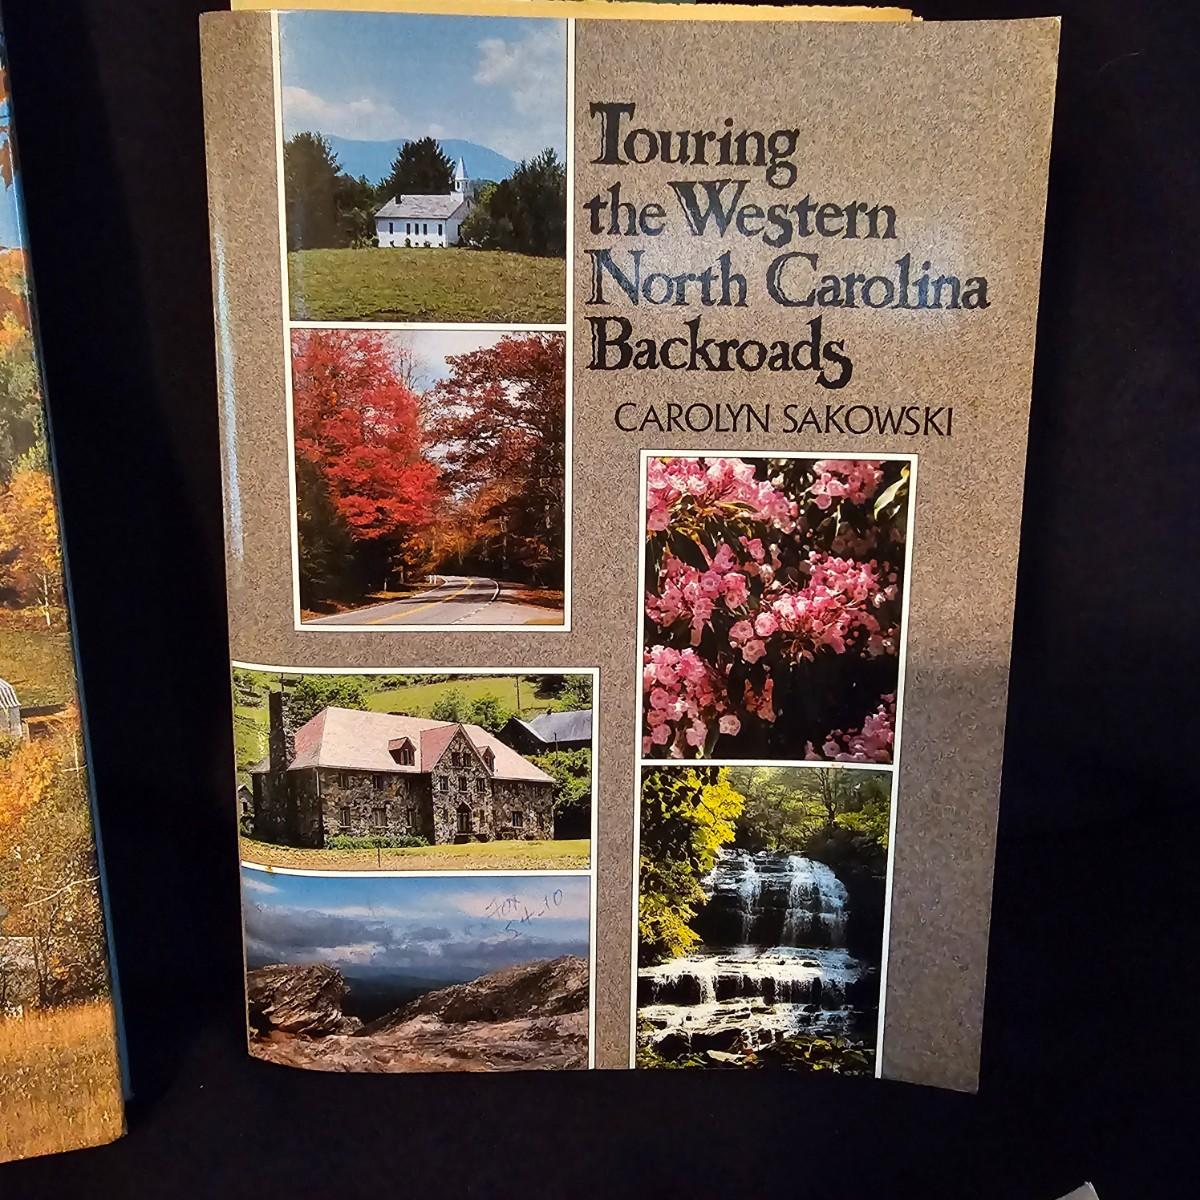 Touring
the Western
North Carolina
Backroads
CAROLYN SAKOWSKI